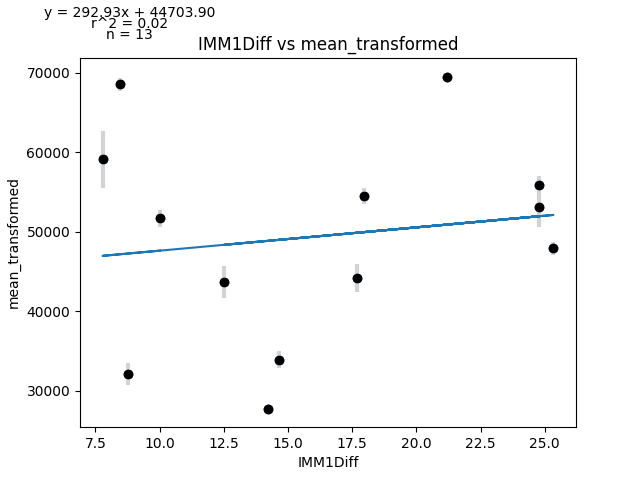 y = 292.93x + 44703.90
r^2 = 0.02
n = 13
IMM1Diff vs mean_transformed
70000
60000
50000
40000
30000
mean_transformed
7.5 10.0 12.5 15.0 17.5 20.0 22.5 25.0
IMM1Diff